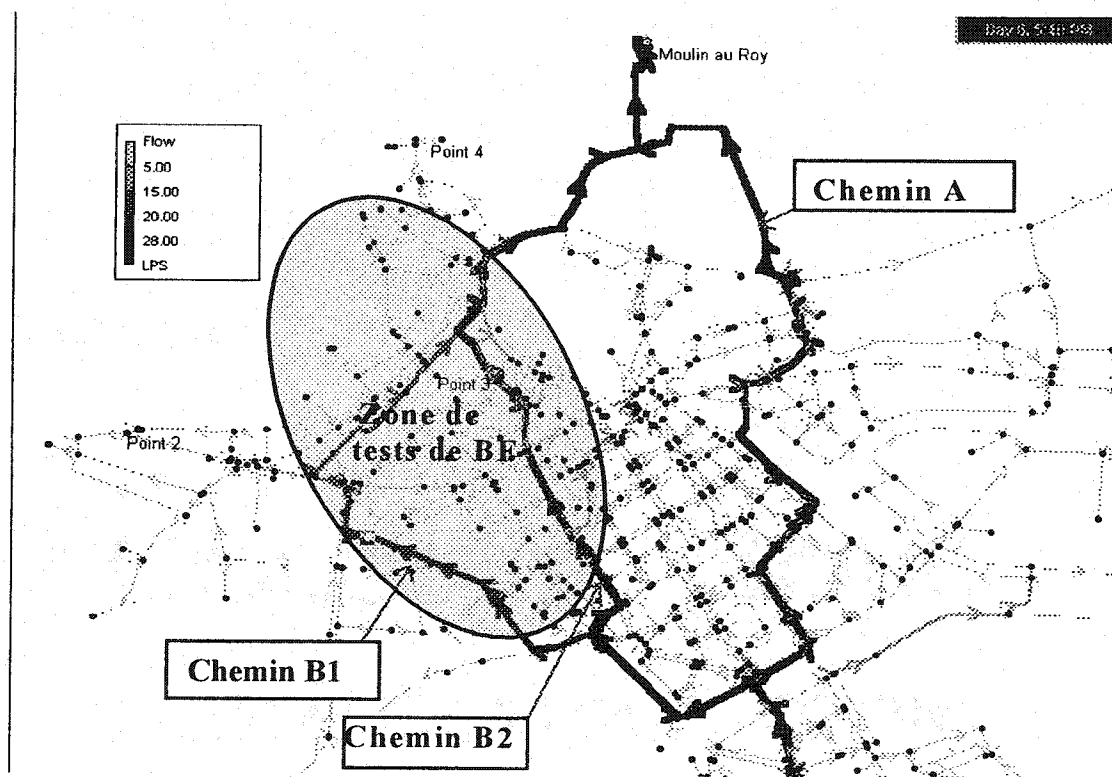 Moulin au Roy
Flow
5.00
15.00
20.00
28.00
LPS
Point 4
Chemin A
Point 3
Zone de
tests de BE
Point 2
Chemin B1
Chemin B2